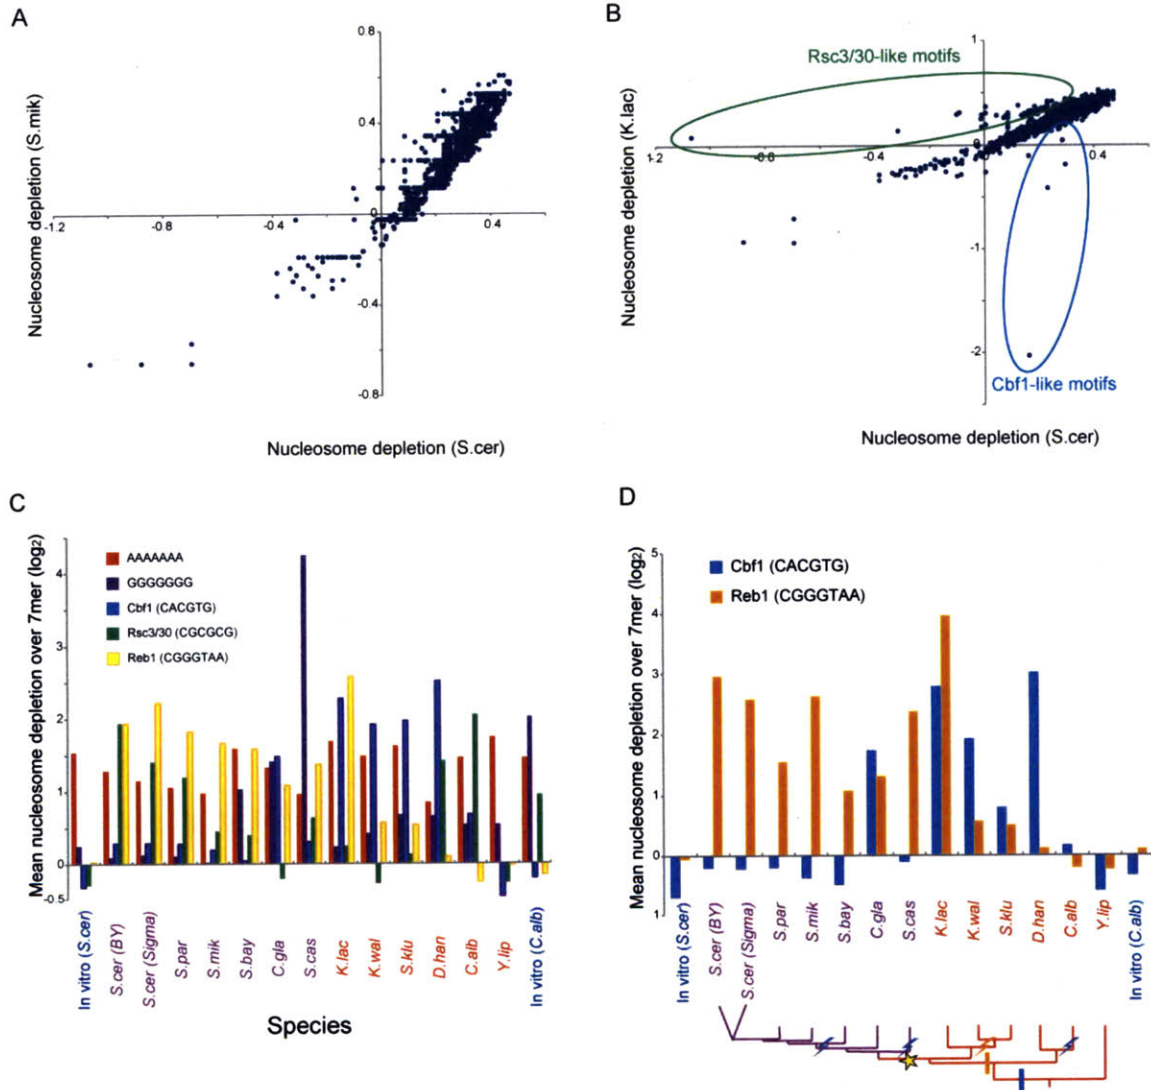 A
0.8
0.4
0
-1.2
-0.8
-0.4
0
0.4
-0.4
-0.8
Nucleosome depletion (S.mik)
Nucleosome depletion (S.cer)
B
1
Rsc3/30-like motifs
1.2
-0.8
-0.4
0
0.4
-1
-2
Cbf1-like motifs
Nucleosome depletion (K.lac)
Nucleosome depletion (S.cer)
C
Mean nucleosome depletion over 7mer (log2)
4
3
2
1
0
-0.5
AAAAAAA
GGGGGGG
Cbf1 (CACGTG)
Rsc3/30 (CGCGCG)
Reb1 (CGGGTAA)
In vitro (S.cer)
S.cer (BY)
S.cer (Sigma)
S.par
S.mik
S.bay
C.gla
S.cas
K.lac
K.wal
S.klu
D.han
C.alb
Y.lip
In vitro (C.alb)
Species
D
Mean nucleosome depletion over 7mer (log2)
5
4
3
2
1
0
1
Cbf1 (CACGTG)
Reb1 (CGGGTAA)
In vitro (S.cer)
S.cer (BY)
S.cer (Sigma)
S.par
S.mik
S.bay
C.gla
S.cas
K.lac
K.wal
S.klu
D.han
C.alb
Y.lip
In vitro (C.alb)